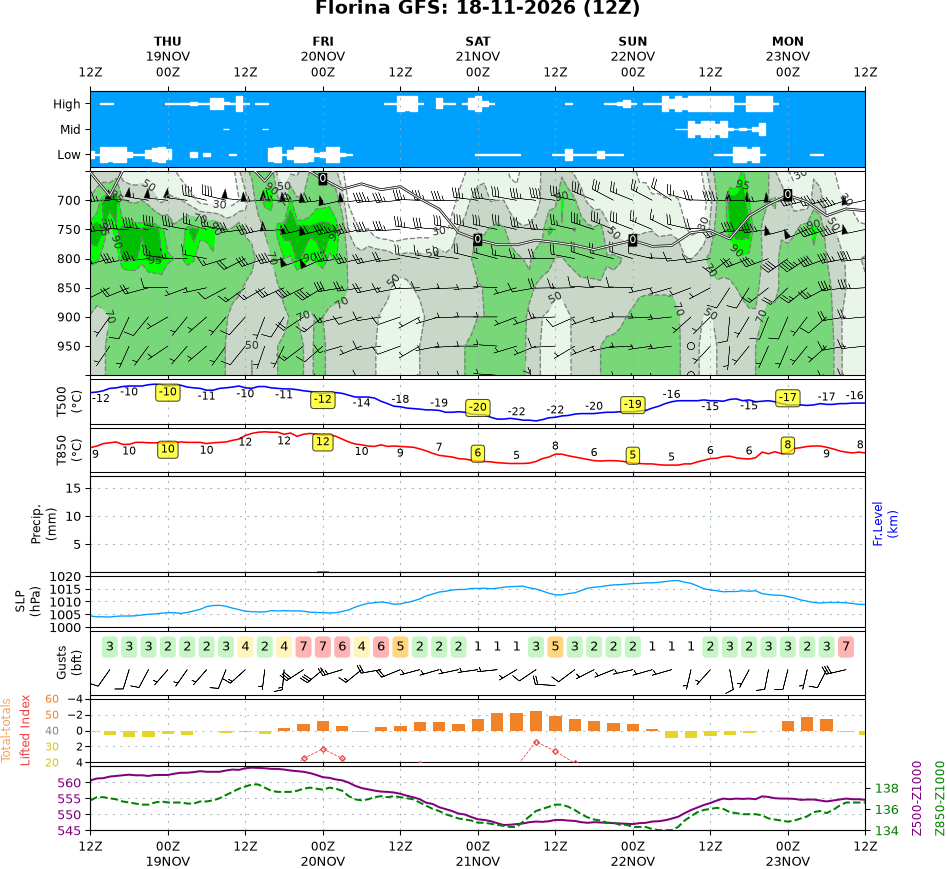 Florina GFS: 18-11-2026 (12Z)
THU FRI SAT SUN MON
19NOV 20NOV 21NOV 22NOV 23NOV
12Z 00Z 12Z 00Z 12Z 00Z 12Z 00Z 12Z 00Z 12Z
High
Mid
Low
700
750
800
850
900
950
T500 (°C)
-12 -10 -10 -11 -10 -11 -12 -14 -18 -19 -20 -22 -22 -20 -19 -16 -15 -15 -17 -17 -16
T850 (°C)
9 10 10 10 12 12 12 10 9 7 6 5 8 6 5 5 6 6 8 9 8
Precip. (mm)
15
10
5
Fr.Level (km)
SLP (hPa)
1020
1015
1010
1005
1000
Gusts (bft)
3 3 3 2 2 2 3 4 2 4 7 7 6 4 6 5 2 2 2 1 1 1 3 5 3 2 2 2 1 1 1 2 3 2 3 3 2 3 7
Total-totals
Lifted Index
60 −4
50 −2
40 0
30 2
20 4
560
555
550
545
138
136
134
Z500-Z1000
Z850-Z1000
12Z 00Z 12Z 00Z 12Z 00Z 12Z 00Z 12Z 00Z 12Z
19NOV 20NOV 21NOV 22NOV 23NOV